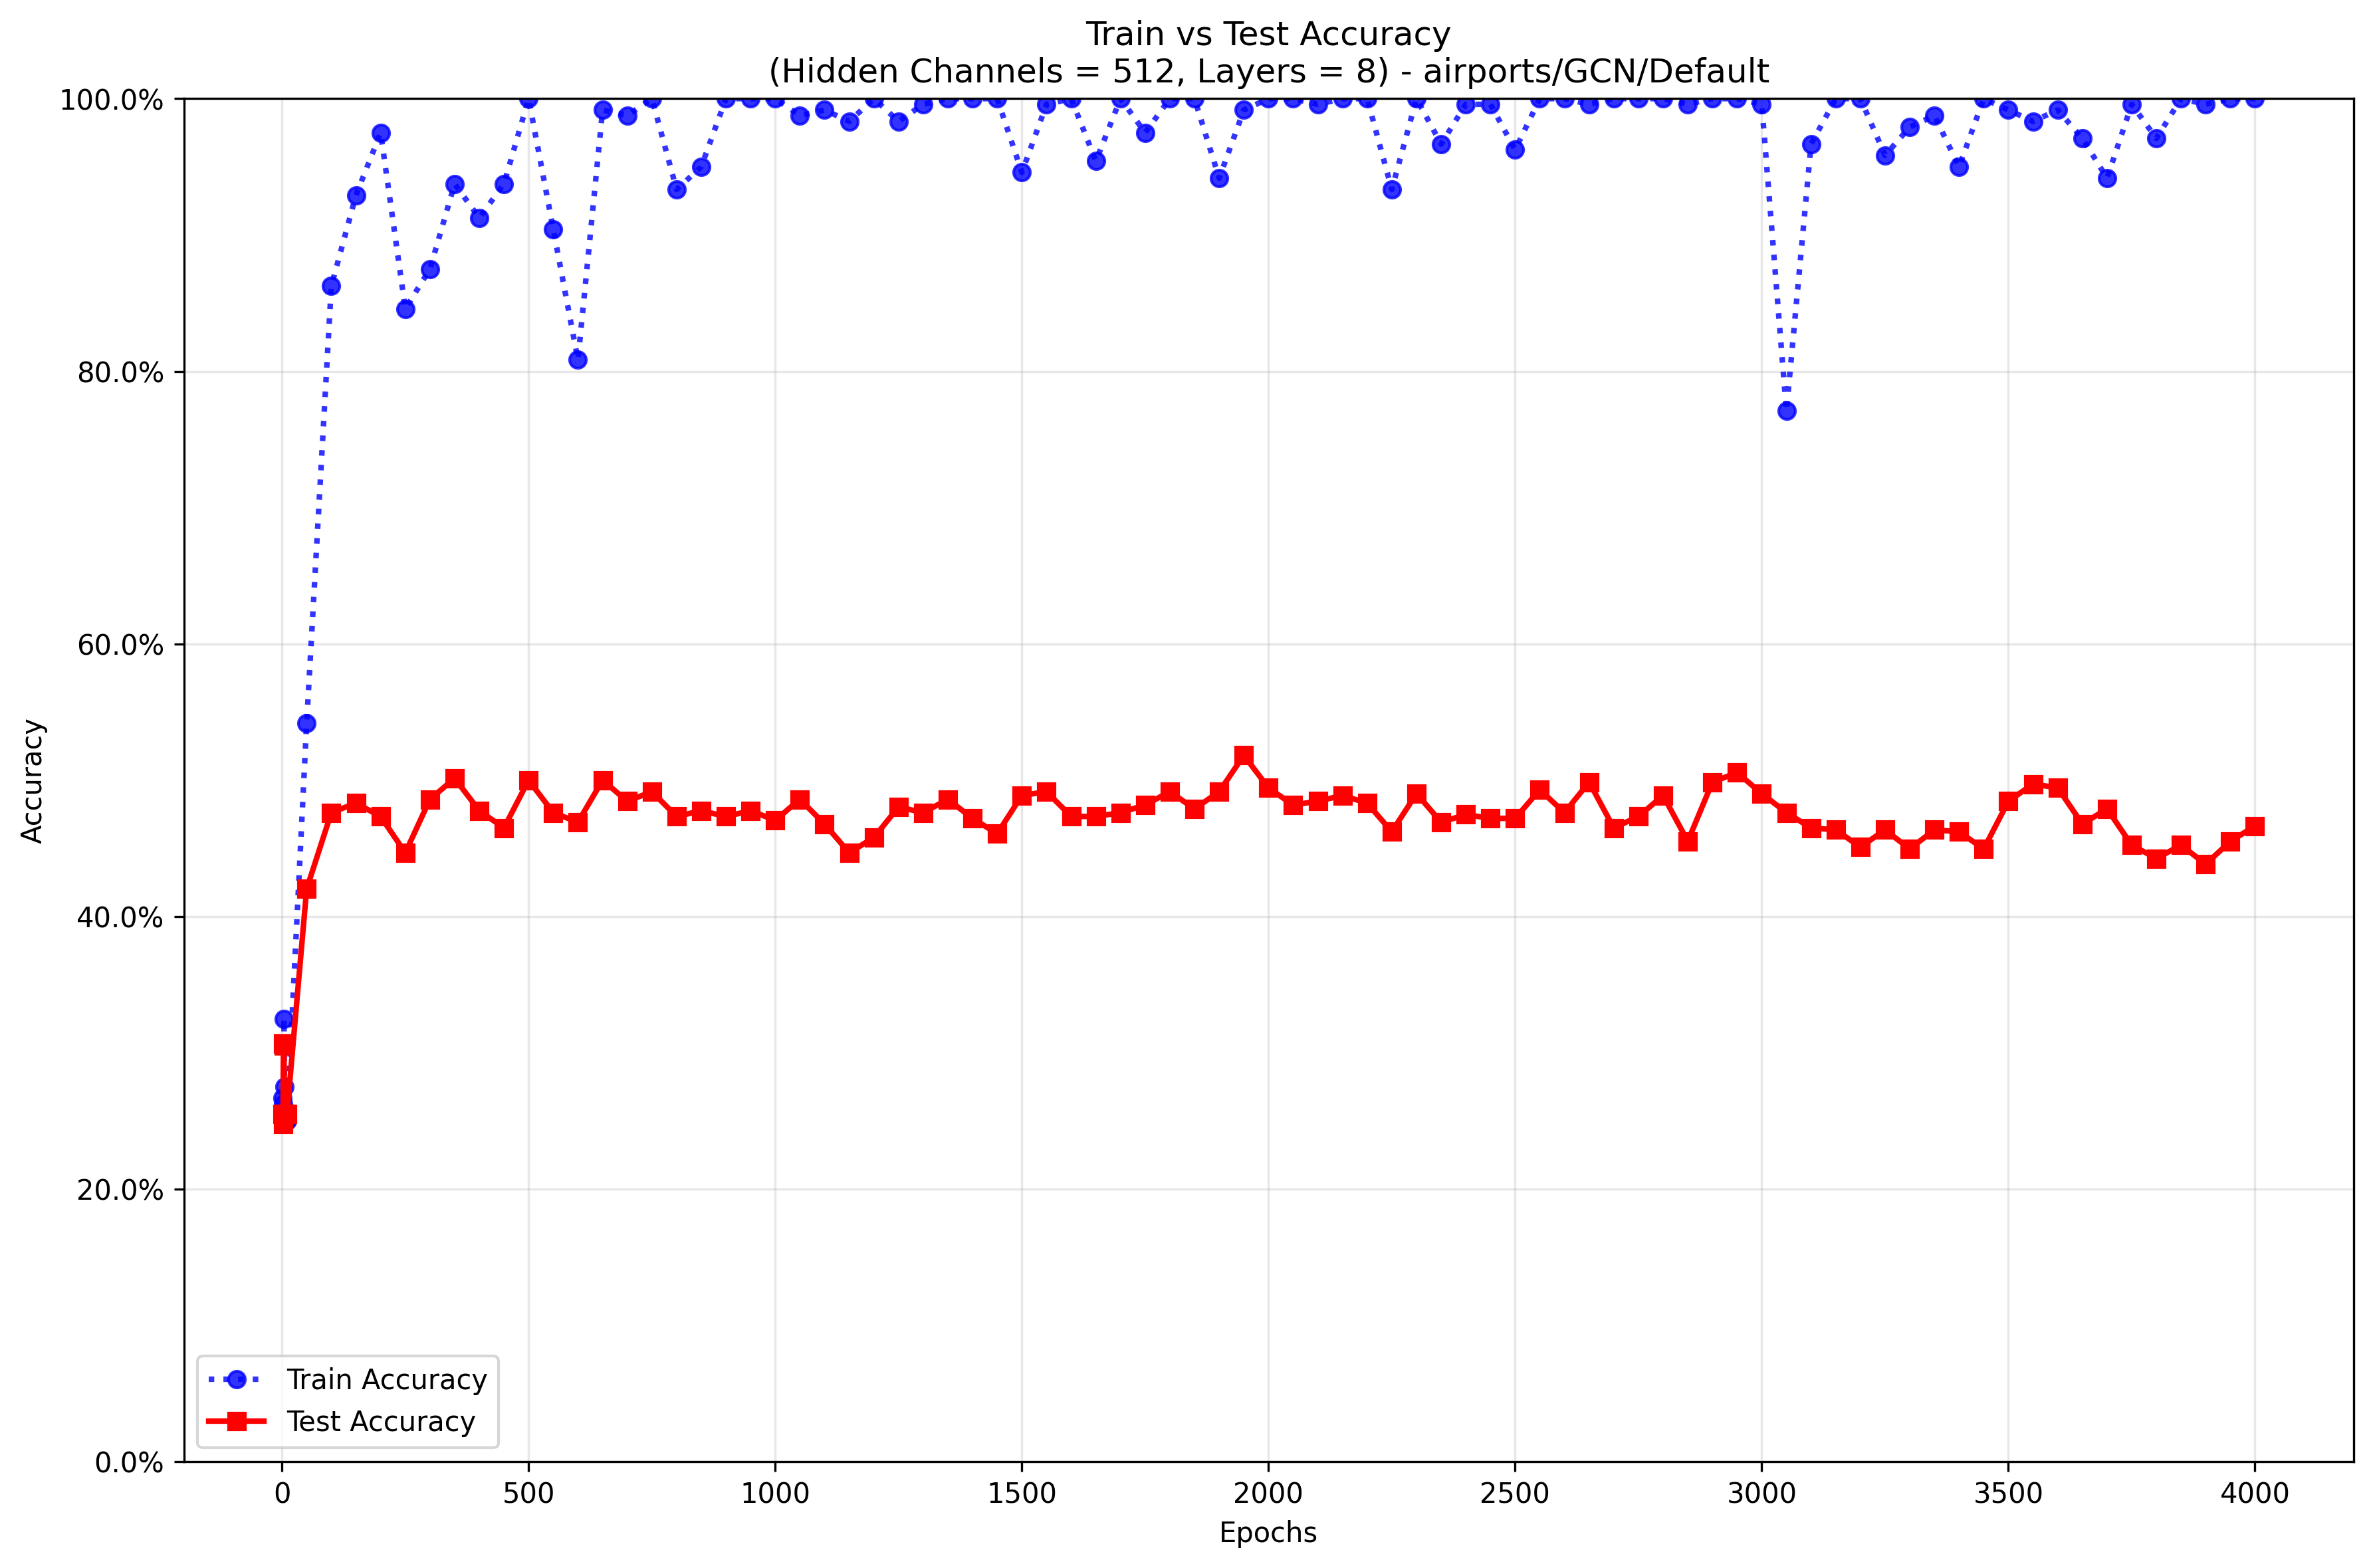 Train vs Test Accuracy
(Hidden Channels = 512, Layers = 8) - airports/GCN/Default
100.0%
80.0%
60.0%
40.0%
20.0%
0.0%
Accuracy
Train Accuracy
Test Accuracy
0 500 1000 1500 2000 2500 3000 3500 4000
Epochs